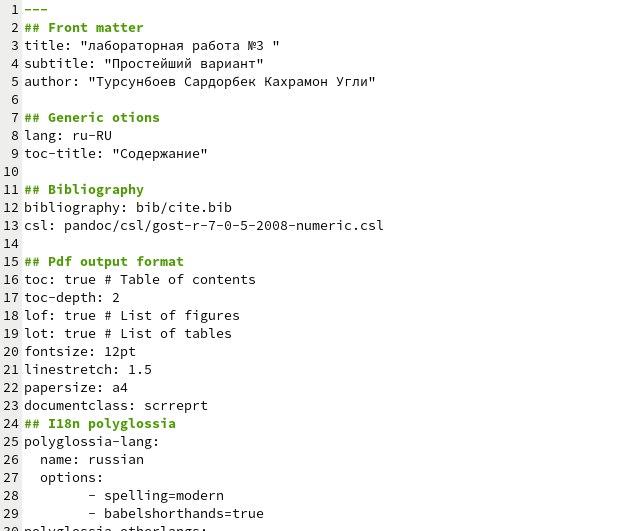 1 ---
2 ## Front matter
3 title: "лабораторная работа №3 "
4 subtitle: "Простейший вариант"
5 author: "Турсунбоев Сардорбек Кахрамон Угли"
6
7 ## Generic otions
8 lang: ru-RU
9 toc-title: "Содержание"
10
11 ## Bibliography
12 bibliography: bib/cite.bib
13 csl: pandoc/csl/gost-r-7-0-5-2008-numeric.csl
14
15 ## Pdf output format
16 toc: true # Table of contents
17 toc-depth: 2
18 lof: true # List of figures
19 lot: true # List of tables
20 fontsize: 12pt
21 linestretch: 1.5
22 papersize: a4
23 documentclass: scrreprt
24 ## I18n polyglossia
25 polyglossia-lang:
26   name: russian
27   options:
28         - spelling=modern
29         - babelshorthands=true
30 polyglossia-otherlangs: